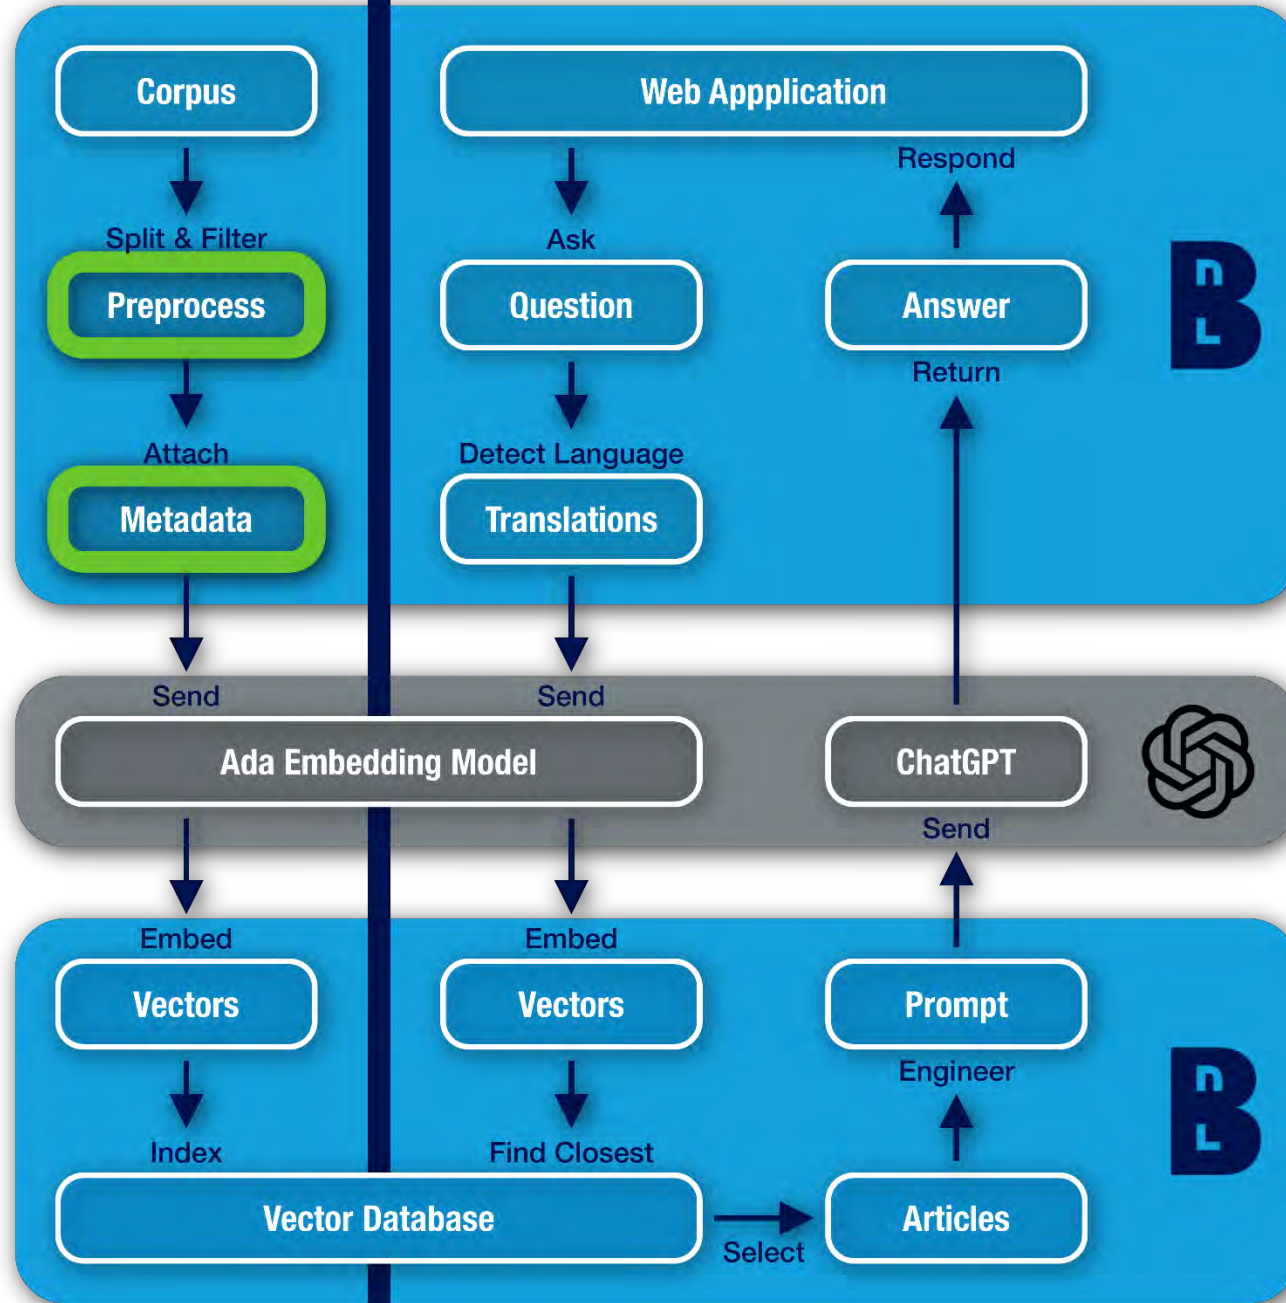 Corpus
Web Appplication
Respond
Split & Filter
Ask
Preprocess
Question
Answer
Return
Attach
Detect Language
Metadata
Translations
Send
Send
Ada Embedding Model
ChatGPT
Send
Embed
Embed
Vectors
Vectors
Prompt
Engineer
Index
Find Closest
Vector Database
Articles
Select
B n L
B n L